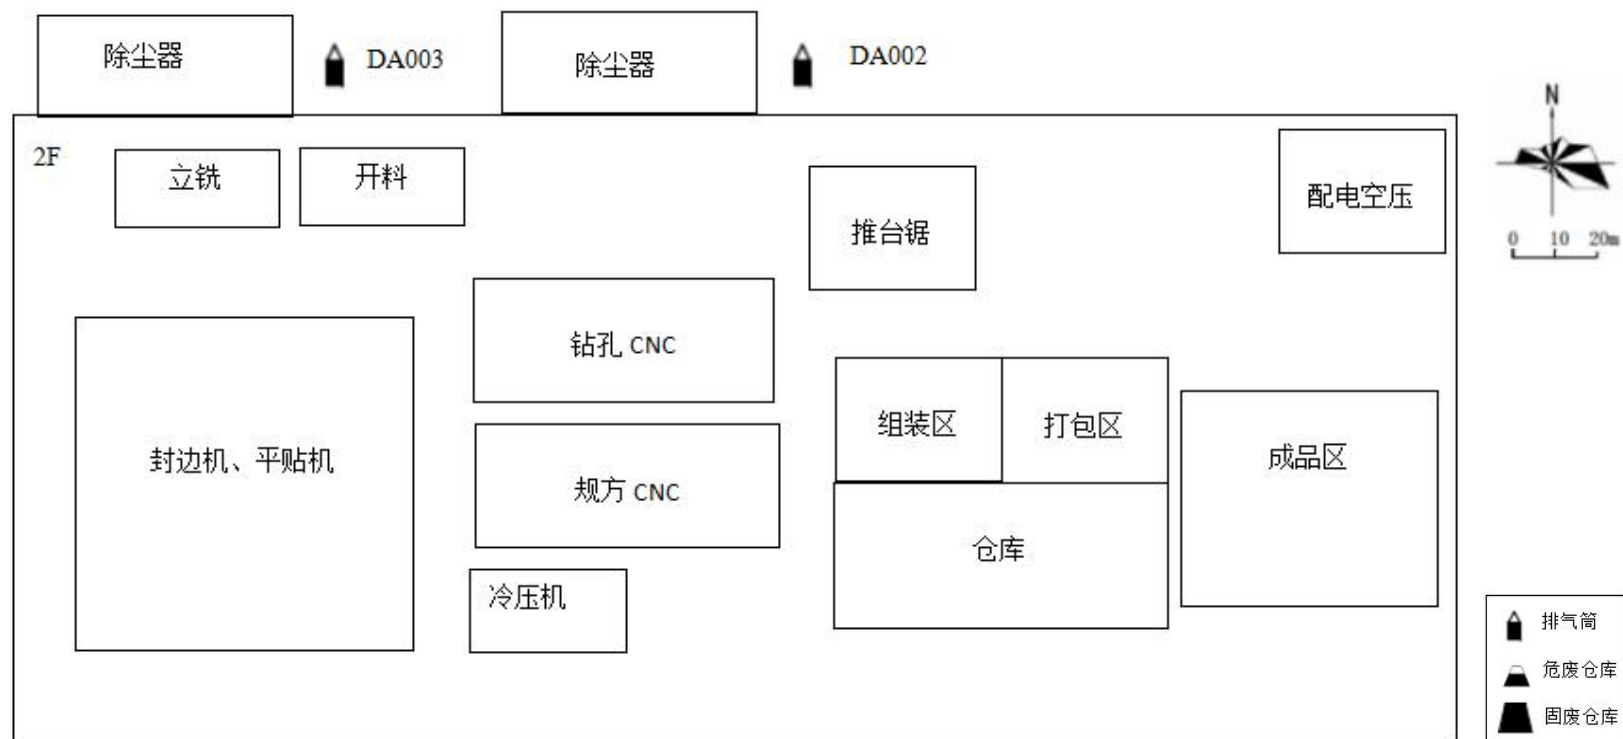 除尘器
DA003
除尘器
DA002
N
2F
立铣
开料
推台锯
配电空压
0 10 20m
钻孔 CNC
封边机、平贴机
规方 CNC
组装区
打包区
成品区
仓库
冷压机
排气筒
危废仓库
固废仓库